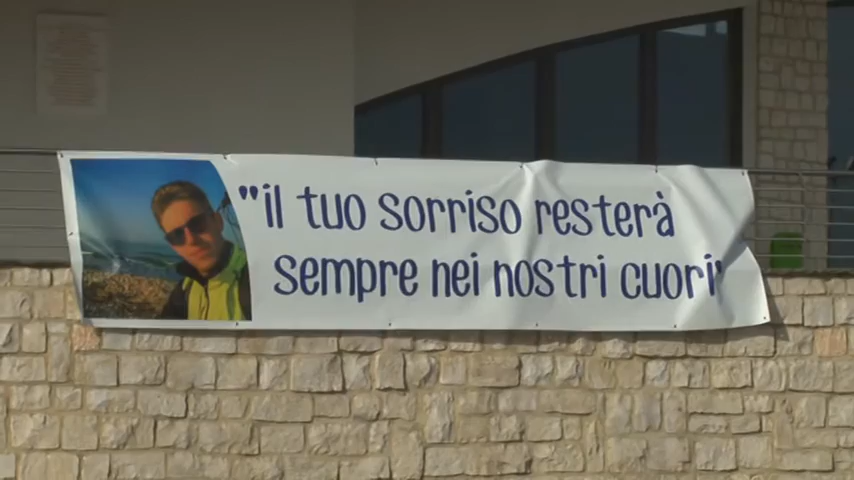 "il tuo sorriso resterà
sempre nei nostri cuori"